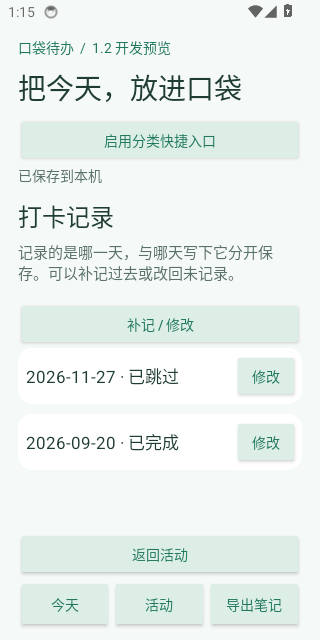 1:15
口袋待办 / 1.2 开发预览
把今天，放进口袋
启用分类快捷入口
已保存到本机
打卡记录
记录的是哪一天，与哪天写下它分开保
存。可以补记过去或改回未记录。
补记 / 修改
2026-11-27 · 已跳过
修改
2026-09-20 · 已完成
修改
返回活动
今天
活动
导出笔记